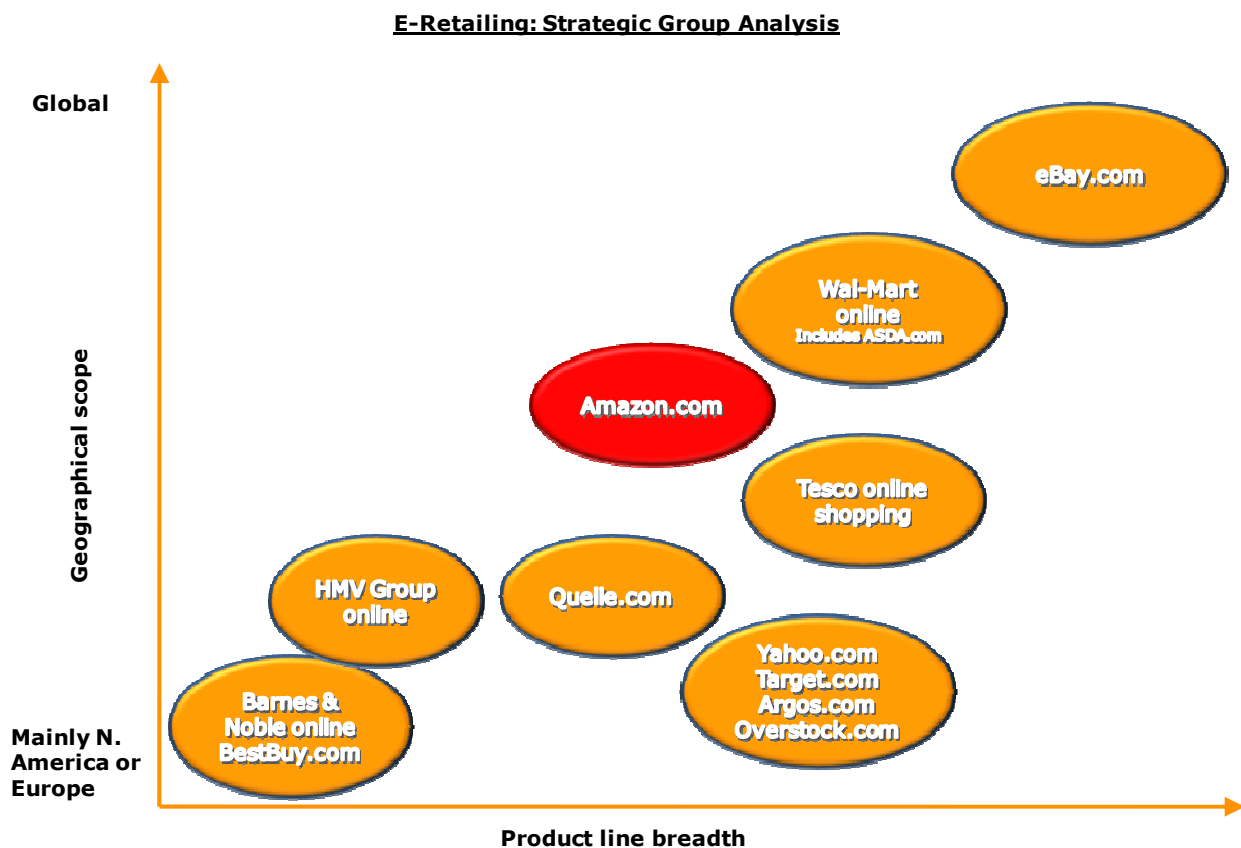 E-Retailing: Strategic Group Analysis
Global
eBay.com
Wal-Mart
online
Includes ASDA.com
Amazon.com
Geographical scope
Tesco online
shopping
HMV Group
online
Quelle.com
Yahoo.com
Target.com
Argos.com
Overstock.com
Barnes &
Noble online
BestBuy.com
Mainly N.
America or
Europe
Product line breadth